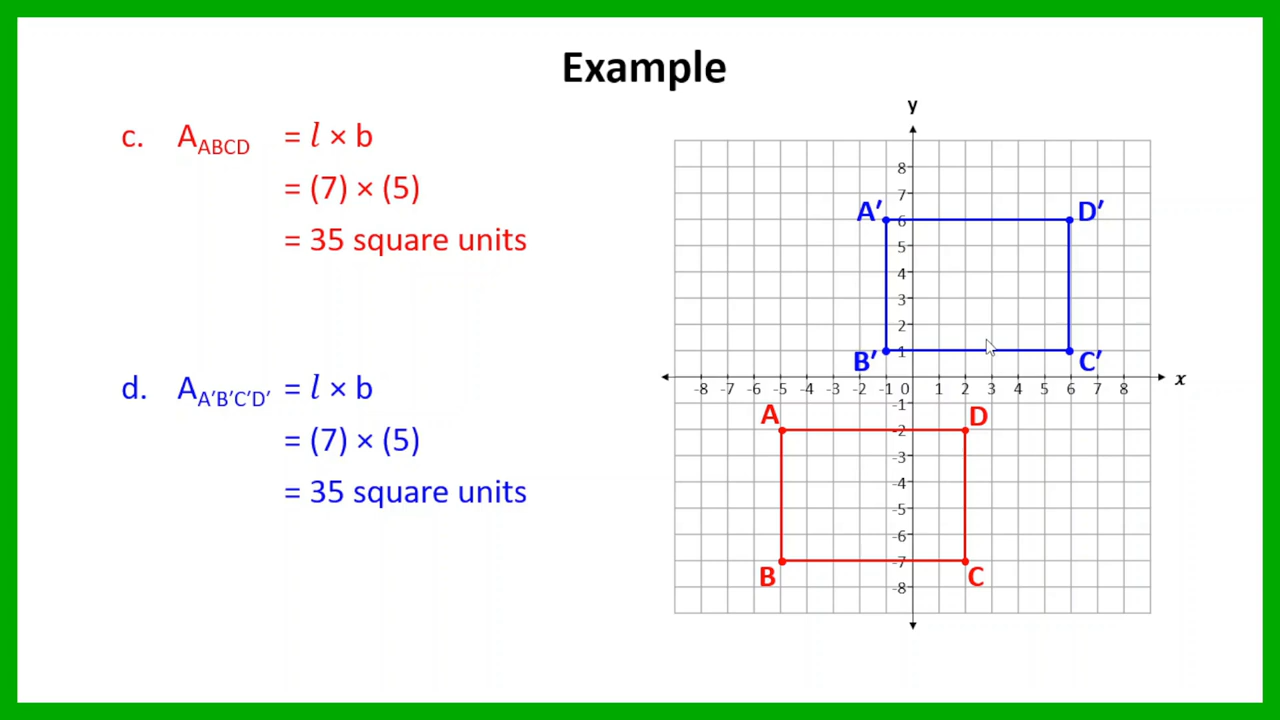 Example
c. A_ABCD = l × b
= (7) × (5)
= 35 square units
d. A_A′B′C′D′ = l × b
= (7) × (5)
= 35 square units
y
8
7
A′ 6 D′
5
4
3
2
B′ 1 C′
-8 -7 -6 -5 -4 -3 -2 -1 0 1 2 3 4 5 6 7 8 x
-1
A D
-2
-3
-4
-5
-6
-7
B C
-8